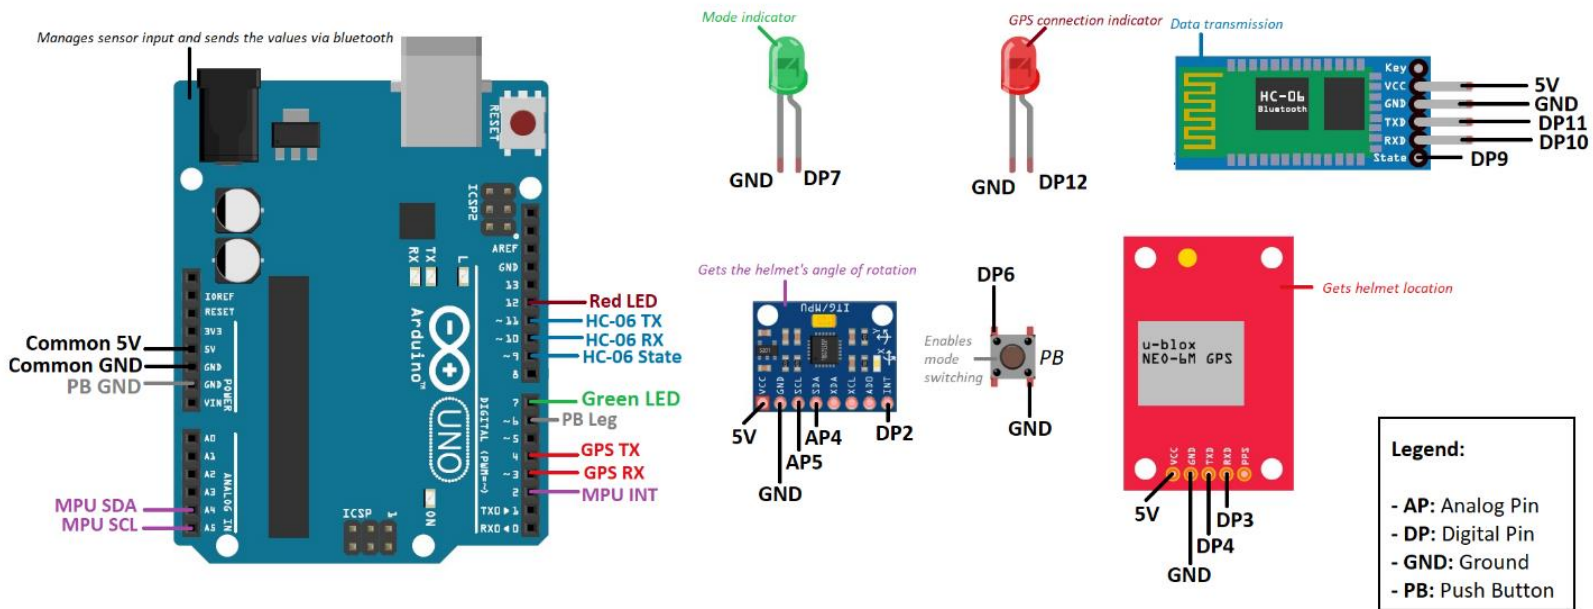 Manages sensor input and sends the values via bluetooth
Mode indicator
GPS connection indicator
Data transmission
RESET
ICSP2
AREF
GND
13
12
~11
~10
~9
8
7
~6
~5
4
~3
2
TX0▶1
RX0◀0
DIGITAL (PWM=~)
RX
TX
L
Arduino™
UNO
ON
ICSP
1
IOREF
RESET
3V3
5V
GND
GND
VIN
POWER
A0
A1
A2
A3
A4
A5
ANALOG IN
Common 5V
Common GND
PB GND
MPU SDA
MPU SCL
Red LED
HC-06 TX
HC-06 RX
HC-06 State
Green LED
PB Leg
GPS TX
GPS RX
MPU INT
GND
DP7
GND
DP12
HC-06
Bluetooth
Key
VCC
GND
TXD
RXD
State
5V
GND
DP11
DP10
DP9
Gets the helmet's angle of rotation
ITG/MPU
X
Y
VCC
GND
SCL
SDA
XDA
XCL
ADO
INT
5V
GND
AP5
AP4
DP2
DP6
Enables
mode
switching
PB
GND
Gets helmet location
u-blox
NEO-6M GPS
VCC
GND
TXD
RXD
PPS
5V
GND
DP4
DP3
Legend:
- AP: Analog Pin
- DP: Digital Pin
- GND: Ground
- PB: Push Button